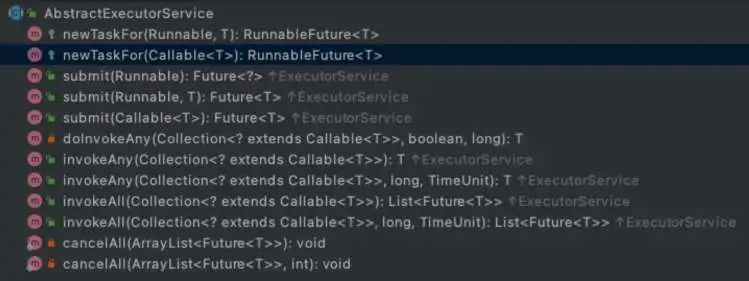 AbstractExecutorService
newTaskFor(Runnable, T): RunnableFuture<T>
newTaskFor(Callable<T>): RunnableFuture<T>
submit(Runnable): Future<?> ↑ExecutorService
submit(Runnable, T): Future<T> ↑ExecutorService
submit(Callable<T>): Future<T> ↑ExecutorService
doInvokeAny(Collection<? extends Callable<T>>, boolean, long): T
invokeAny(Collection<? extends Callable<T>>): T ↑ExecutorService
invokeAny(Collection<? extends Callable<T>>, long, TimeUnit): T ↑ExecutorService
invokeAll(Collection<? extends Callable<T>>): List<Future<T>> ↑ExecutorService
invokeAll(Collection<? extends Callable<T>>, long, TimeUnit): List<Future<T>> ↑ExecutorService
cancelAll(ArrayList<Future<T>>): void
cancelAll(ArrayList<Future<T>>, int): void